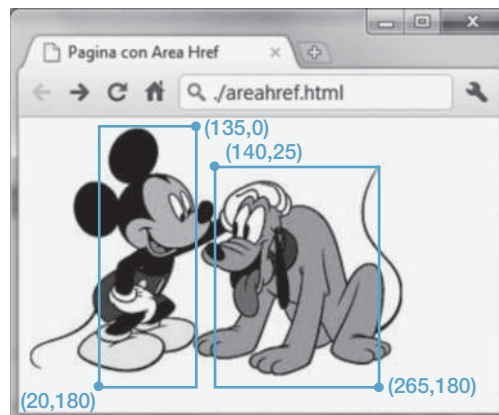 Pagina con Area Href
./areahref.html
(135,0)
(140,25)
(20,180)
(265,180)